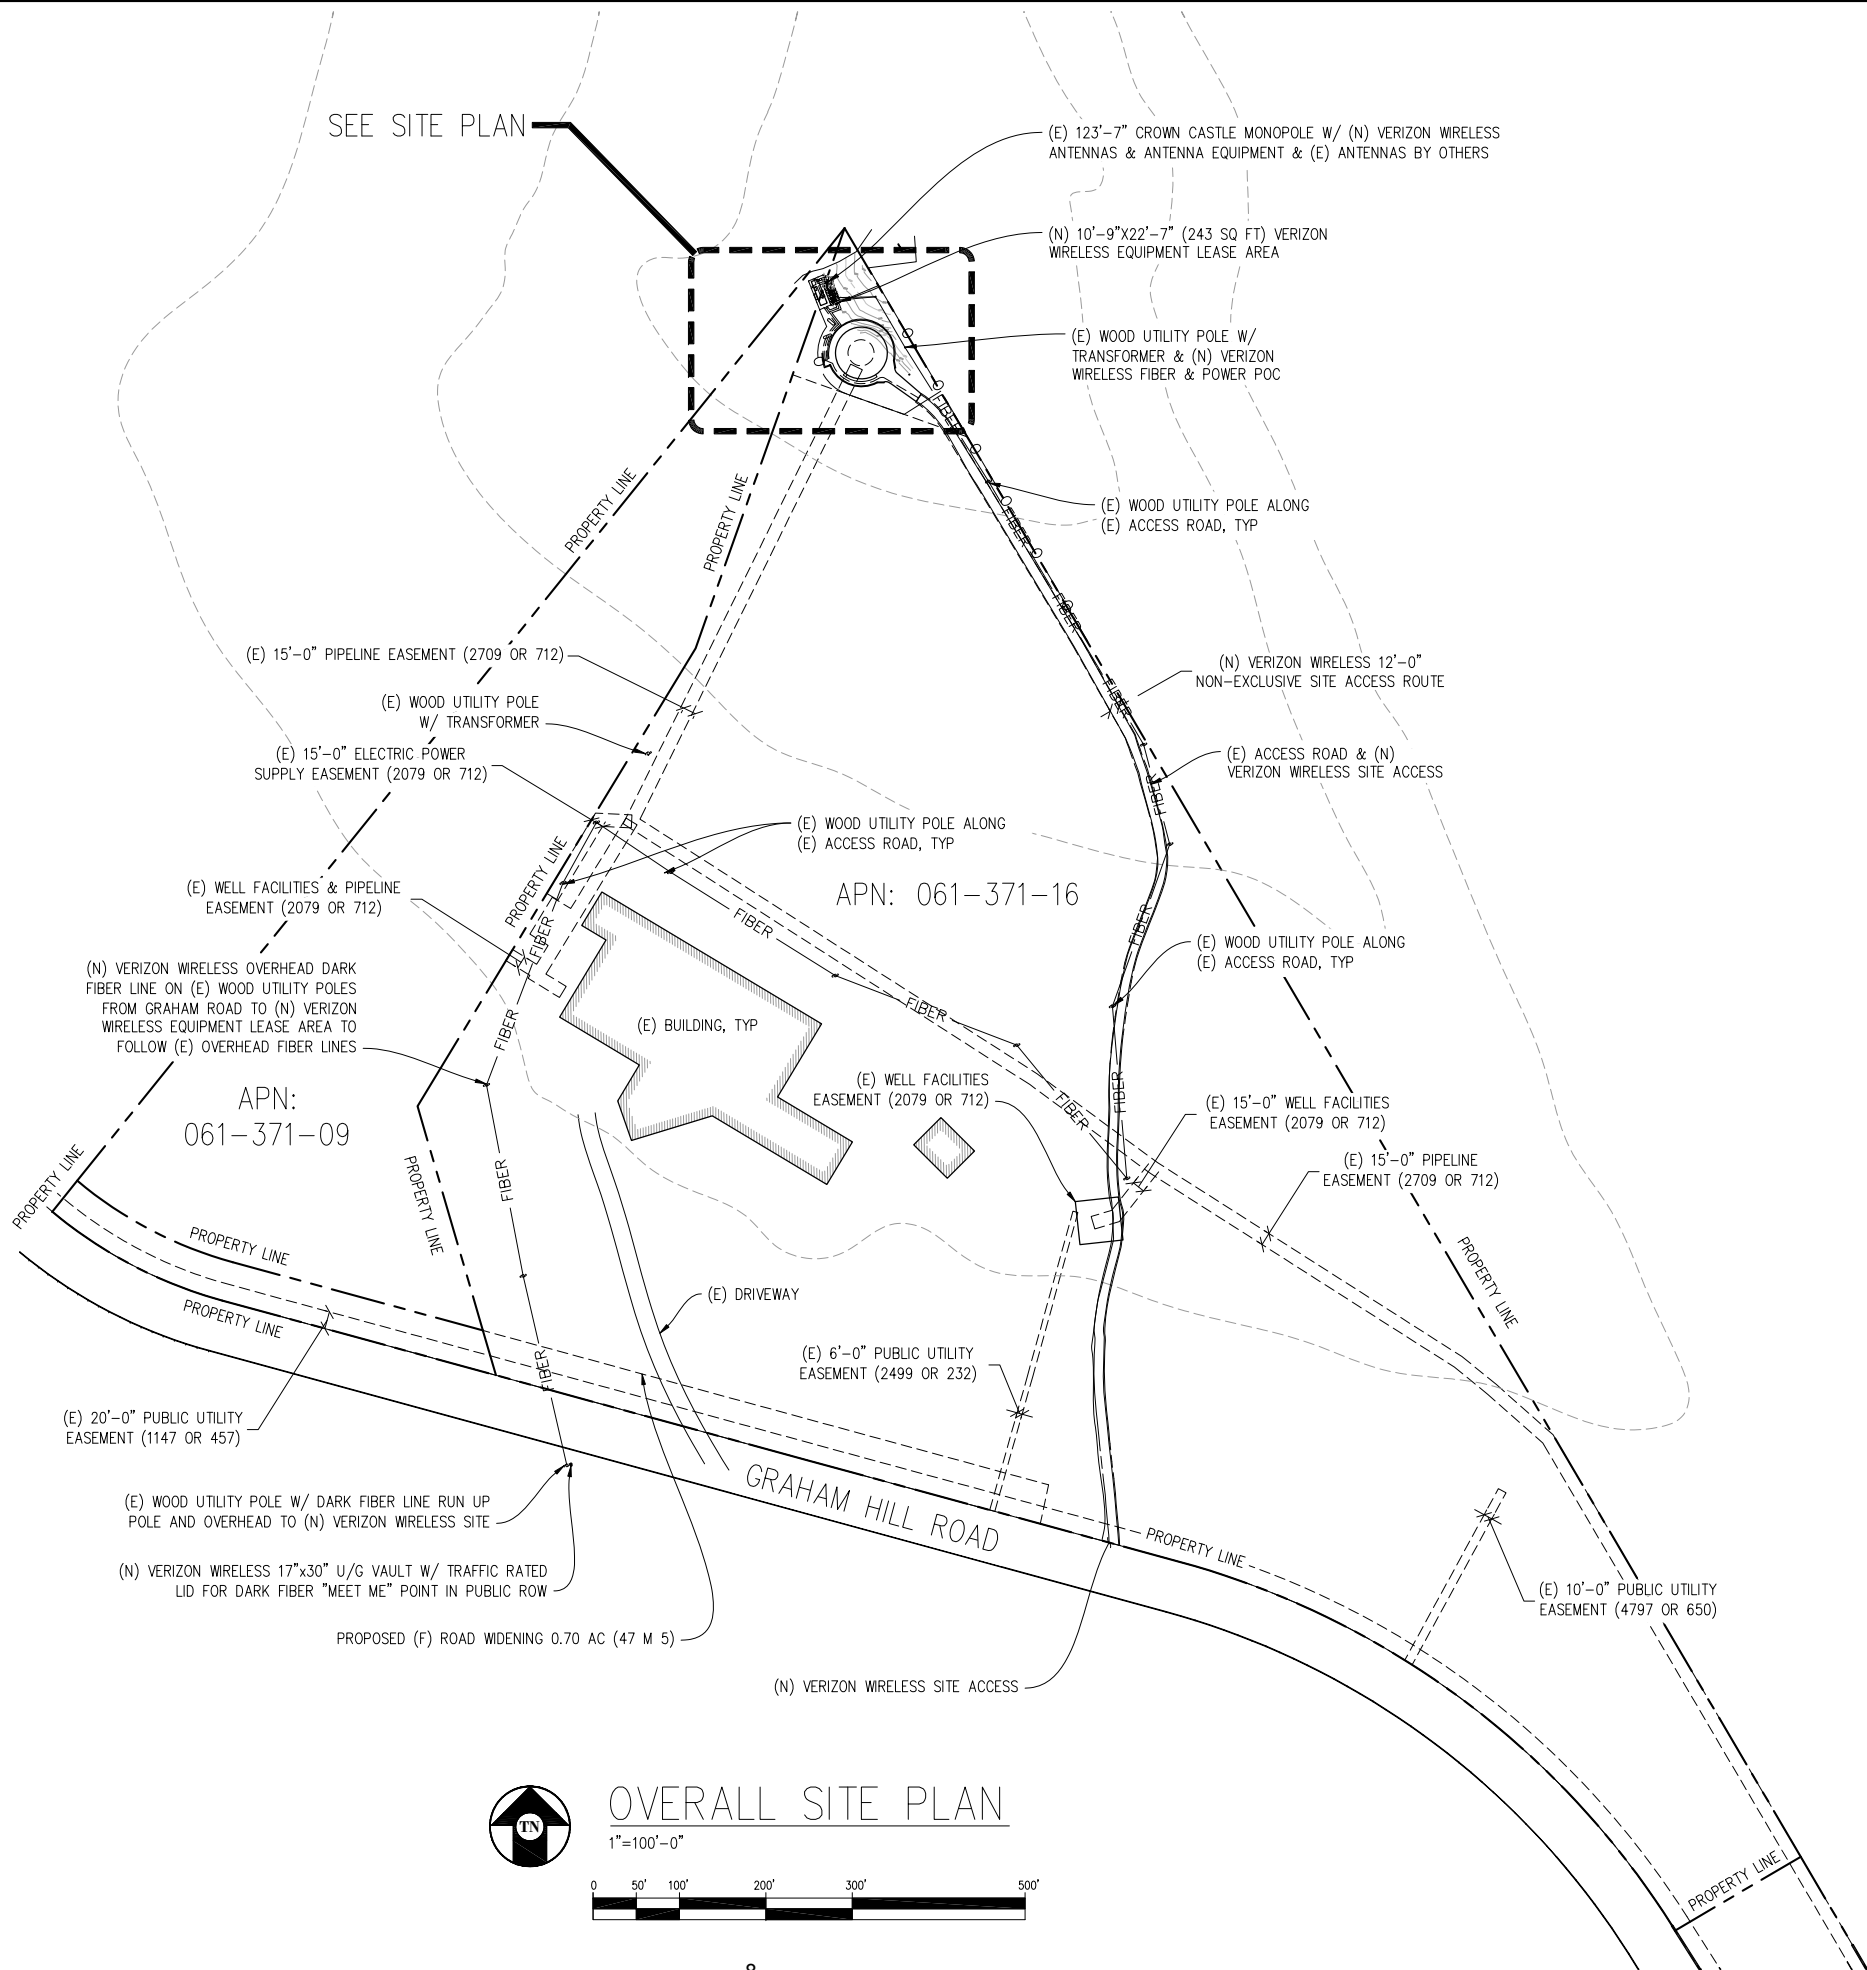 SEE SITE PLAN
(E) 123'-7" CROWN CASTLE MONOPOLE W/ (N) VERIZON WIRELESS
ANTENNAS & ANTENNA EQUIPMENT & (E) ANTENNAS BY OTHERS
(N) 10'-9"X22'-7" (243 SQ FT) VERIZON
WIRELESS EQUIPMENT LEASE AREA
(E) WOOD UTILITY POLE W/
TRANSFORMER & (N) VERIZON
WIRELESS FIBER & POWER POC
FIBER
PROPERTY LINE
PROPERTY LINE
(E) WOOD UTILITY POLE ALONG
(E) ACCESS ROAD, TYP
FIBER
FIBER
(E) 15'-0" PIPELINE EASEMENT (2709 OR 712)
(N) VERIZON WIRELESS 12'-0"
NON-EXCLUSIVE SITE ACCESS ROUTE
FIBER
(E) WOOD UTILITY POLE
W/ TRANSFORMER
(E) 15'-0" ELECTRIC POWER
SUPPLY EASEMENT (2079 OR 712)
(E) ACCESS ROAD & (N)
VERIZON WIRELESS SITE ACCESS
FIBER
(E) WOOD UTILITY POLE ALONG
(E) ACCESS ROAD, TYP
PROPERTY LINE
(E) WELL FACILITIES & PIPELINE
EASEMENT (2079 OR 712)
APN: 061-371-16
FIBER
FIBER
FIBER
(E) WOOD UTILITY POLE ALONG
(E) ACCESS ROAD, TYP
(N) VERIZON WIRELESS OVERHEAD DARK
FIBER LINE ON (E) WOOD UTILITY POLES
FROM GRAHAM ROAD TO (N) VERIZON
WIRELESS EQUIPMENT LEASE AREA TO
FOLLOW (E) OVERHEAD FIBER LINES
FIBER
FIBER
(E) BUILDING, TYP
(E) WELL FACILITIES
EASEMENT (2079 OR 712)
FIBER
FIBER
(E) 15'-0" WELL FACILITIES
EASEMENT (2079 OR 712)
APN:
061-371-09
(E) 15'-0" PIPELINE
EASEMENT (2709 OR 712)
PROPERTY LINE
PROPERTY LINE
FIBER
PROPERTY LINE
PROPERTY LINE
PROPERTY LINE
(E) DRIVEWAY
(E) 6'-0" PUBLIC UTILITY
EASEMENT (2499 OR 232)
FIBER
(E) 20'-0" PUBLIC UTILITY
EASEMENT (1147 OR 457)
GRAHAM HILL ROAD
(E) WOOD UTILITY POLE W/ DARK FIBER LINE RUN UP
POLE AND OVERHEAD TO (N) VERIZON WIRELESS SITE
PROPERTY LINE
(N) VERIZON WIRELESS 17"x30" U/G VAULT W/ TRAFFIC RATED
LID FOR DARK FIBER "MEET ME" POINT IN PUBLIC ROW
(E) 10'-0" PUBLIC UTILITY
EASEMENT (4797 OR 650)
PROPOSED (F) ROAD WIDENING 0.70 AC (47 M 5)
(N) VERIZON WIRELESS SITE ACCESS
TN
OVERALL SITE PLAN
1"=100'-0"
0 50' 100' 200' 300' 500'
PROPERTY LINE